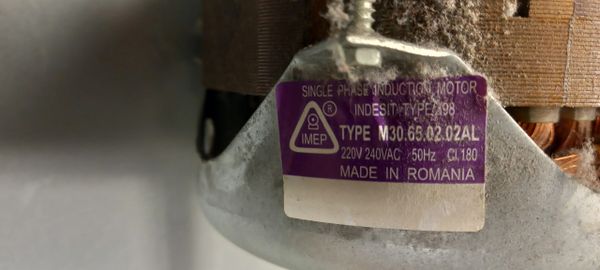 SINGLE PHASE INDUCTION MOTOR
INDESIT TYPE/198
®
IMEP
TYPE M30.65.02.02AL
220V 240VAC 50Hz Cl.180
MADE IN ROMANIA